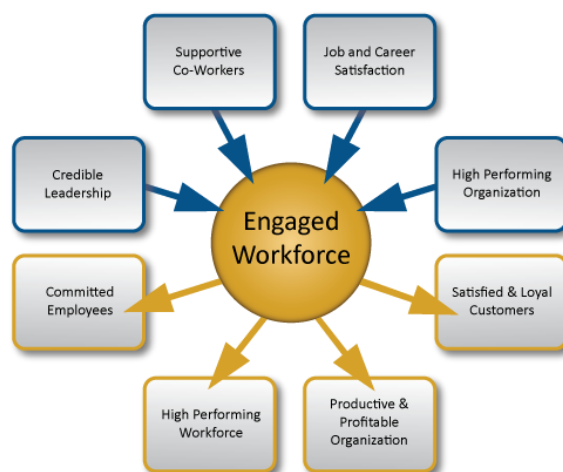 Supportive
Co-Workers
Job and Career
Satisfaction
Credible
Leadership
High Performing
Organization
Engaged
Workforce
Committed
Employees
Satisfied & Loyal
Customers
High Performing
Workforce
Productive &
Profitable
Organization